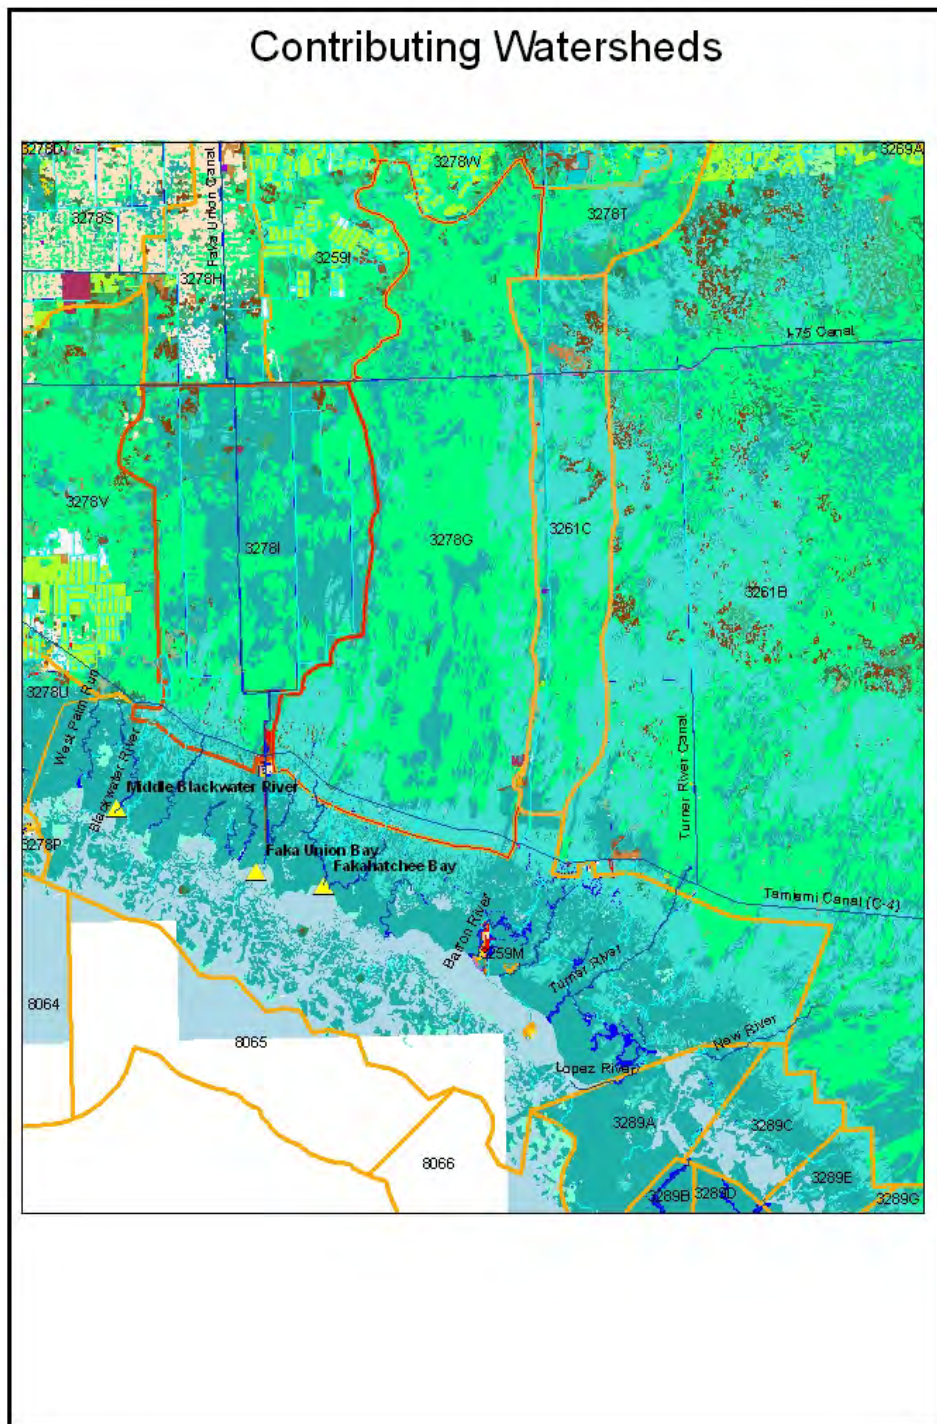 Contributing Watersheds
3278D
3278W
3269A
3278S
Faka Union Canal
3278T
3259I
3278H
I-75 Canal
3278V
3278I
3278G
3261C
3261B
3278U
West Palm Run
Blackwater River
Middle Blackwater River
Turner River Canal
3278P
Faka Union Bay
Fakahatchee Bay
Tamiami Canal (C-4)
Barron River
3259M
Turner River
8064
8065
New River
Lopez River
3289A
3289C
8066
3289E
3289B
3289D
3289G